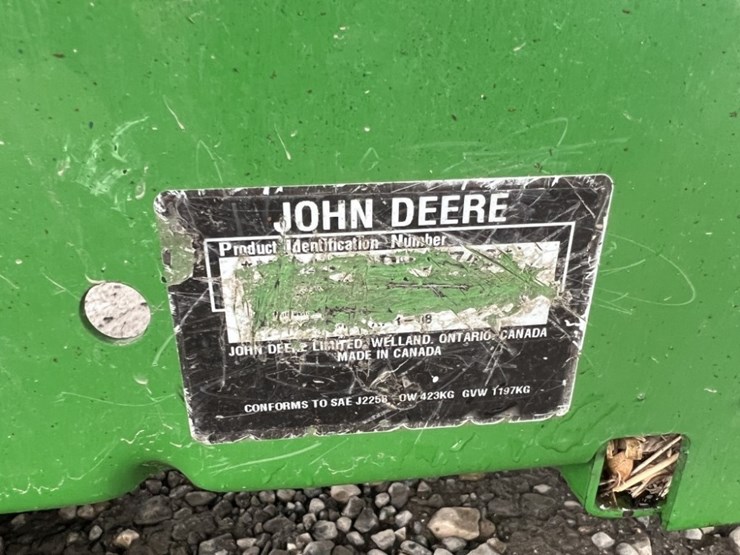 JOHN DEERE
Product Identification Number
JOHN DEERE LIMITED, WELLAND, ONTARIO, CANADA
MADE IN CANADA
CONFORMS TO SAE J2258 OW 423KG GVW 1197KG